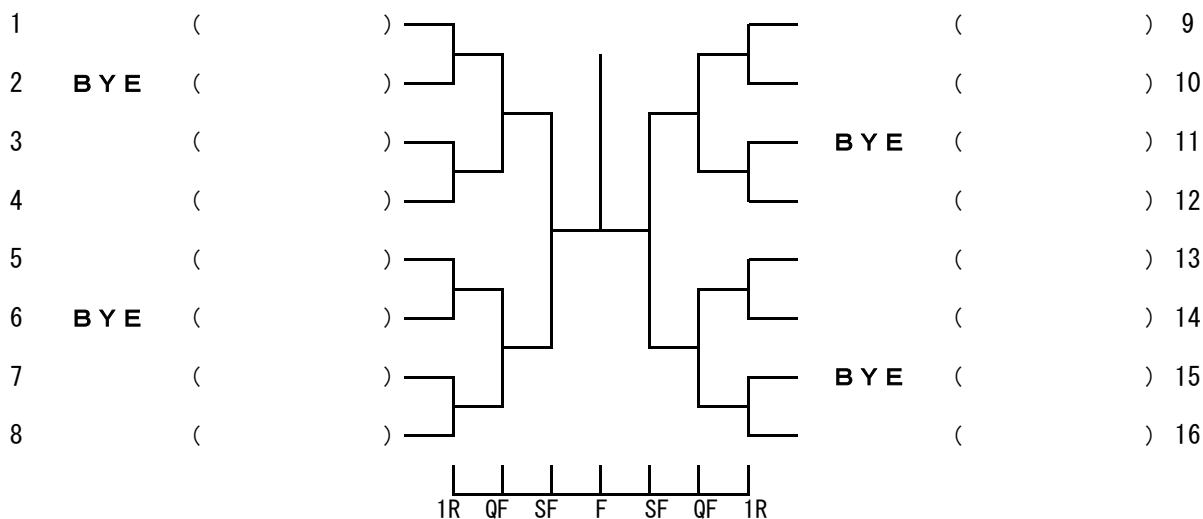 1 ( ) ( ) 9
2 ＢＹＥ ( ) ( ) 10
3 ( ) ＢＹＥ ( ) 11
4 ( ) ( ) 12
5 ( ) ( ) 13
6 ＢＹＥ ( ) ( ) 14
7 ( ) ＢＹＥ ( ) 15
8 ( ) ( ) 16
1R QF SF F SF QF 1R